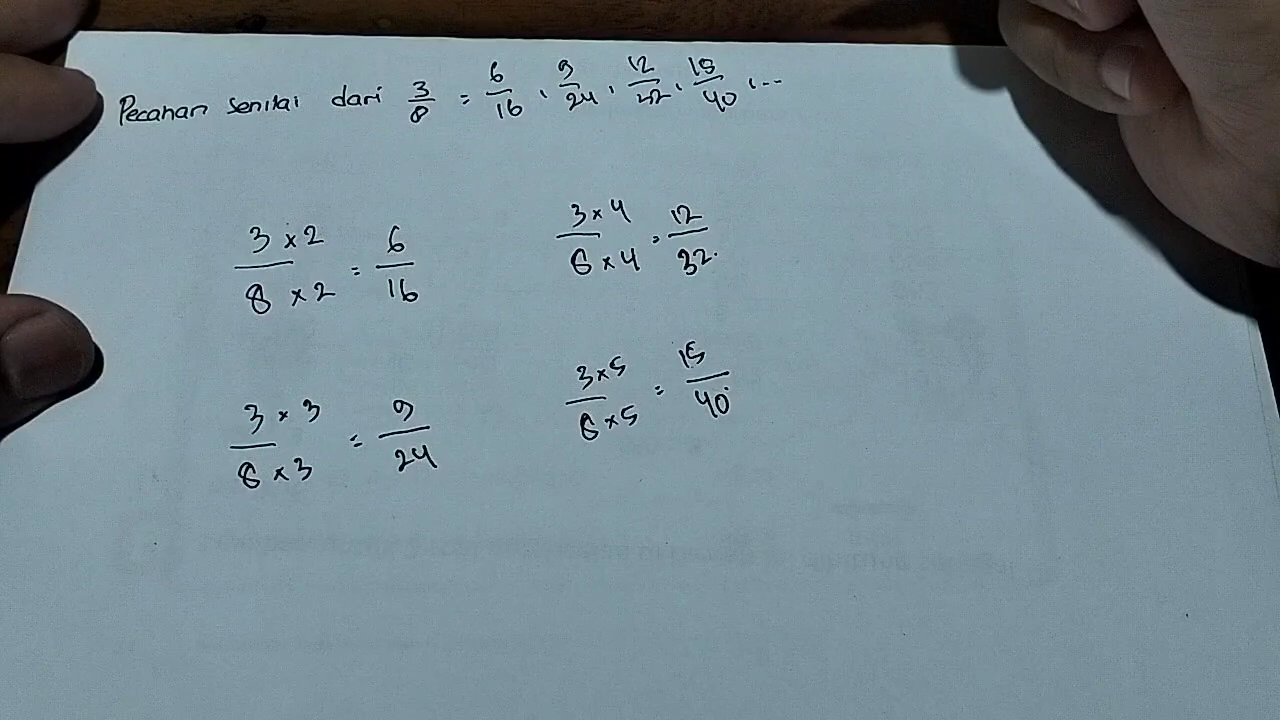 Pecahan senilai dari 3/8 = 6/16, 9/24, 12/32, 15/40, ...
3 × 2 / 8 × 2 = 6/16
3 × 4 / 8 × 4 = 12/32
3 × 3 / 8 × 3 = 9/24
3 × 5 / 8 × 5 = 15/40